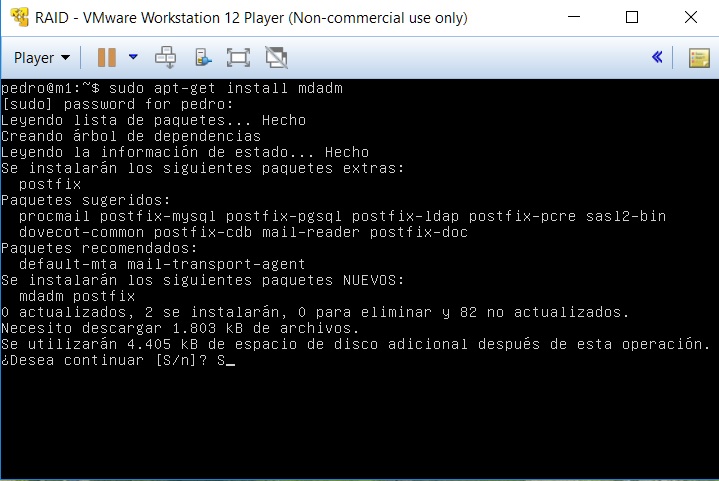 RAID - VMware Workstation 12 Player (Non-commercial use only)
Player
pedro@m1:~$ sudo apt-get install mdadm
[sudo] password for pedro:
Leyendo lista de paquetes... Hecho
Creando árbol de dependencias
Leyendo la información de estado... Hecho
Se instalarán los siguientes paquetes extras:
  postfix
Paquetes sugeridos:
  procmail postfix-mysql postfix-pgsql postfix-ldap postfix-pcre sasl2-bin
  dovecot-common postfix-cdb mail-reader postfix-doc
Paquetes recomendados:
  default-mta mail-transport-agent
Se instalarán los siguientes paquetes NUEVOS:
  mdadm postfix
0 actualizados, 2 se instalarán, 0 para eliminar y 82 no actualizados.
Necesito descargar 1.803 kB de archivos.
Se utilizarán 4.405 kB de espacio de disco adicional después de esta operación.
¿Desea continuar [S/n]? S_